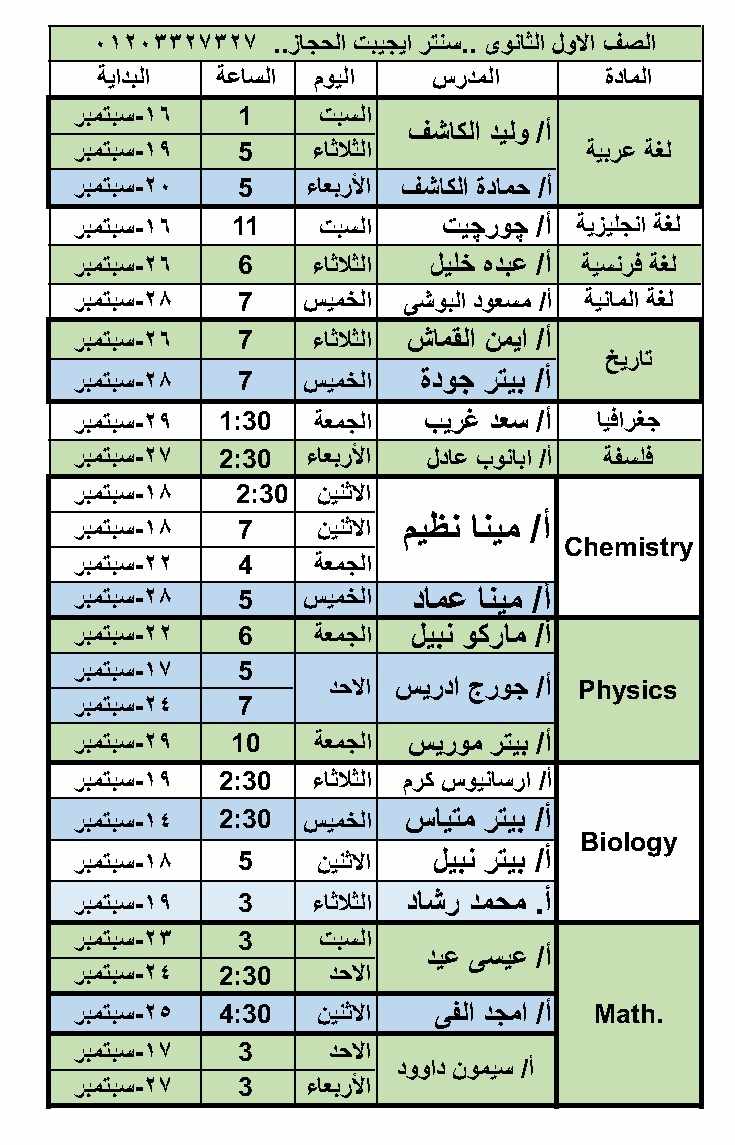 الصف الاول الثانوى ..سنتر ايجيبت الحجاز.. ٠١٢٠٣٣٢٧٣٢٧
المادة المدرس اليوم الساعة البداية
لغة عربية أ/ وليد الكاشف السبت 1 ١٦-سبتمبر
الثلاثاء 5 ١٩-سبتمبر
أ/ حمادة الكاشف الأربعاء 5 ٢٠-سبتمبر
لغة انجليزية أ/ چورچيت السبت 11 ١٦-سبتمبر
لغة فرنسية أ/ عبده خليل الثلاثاء 6 ٢٦-سبتمبر
لغة المانية أ/ مسعود البوشى الخميس 7 ٢٨-سبتمبر
تاريخ أ/ ايمن القماش الثلاثاء 7 ٢٦-سبتمبر
أ/ بيتر جودة الخميس 7 ٢٨-سبتمبر
جغرافيا أ/ سعد غريب الجمعة 1:30 ٢٩-سبتمبر
فلسفة أ/ ابانوب عادل الأربعاء 2:30 ٢٧-سبتمبر
Chemistry أ/ مينا نظيم الاثنين 2:30 ١٨-سبتمبر
الاثنين 7 ١٨-سبتمبر
الجمعة 4 ٢٢-سبتمبر
أ/ مينا عماد الخميس 5 ٢٨-سبتمبر
Physics أ/ ماركو نبيل الجمعة 6 ٢٢-سبتمبر
أ/ جورج ادريس الاحد 5 ١٧-سبتمبر
7 ٢٤-سبتمبر
أ/ بيتر موريس الجمعة 10 ٢٩-سبتمبر
Biology أ/ ارسانيوس كرم الثلاثاء 2:30 ١٩-سبتمبر
أ/ بيتر متياس الخميس 2:30 ١٤-سبتمبر
أ/ بيتر نبيل الاثنين 5 ١٨-سبتمبر
أ. محمد رشاد الثلاثاء 3 ١٩-سبتمبر
Math. أ/ عيسى عيد السبت 3 ٢٣-سبتمبر
الاحد 2:30 ٢٤-سبتمبر
أ/ امجد الفى الاثنين 4:30 ٢٥-سبتمبر
أ/ سيمون داوود الاحد 3 ١٧-سبتمبر
الأربعاء 3 ٢٧-سبتمبر